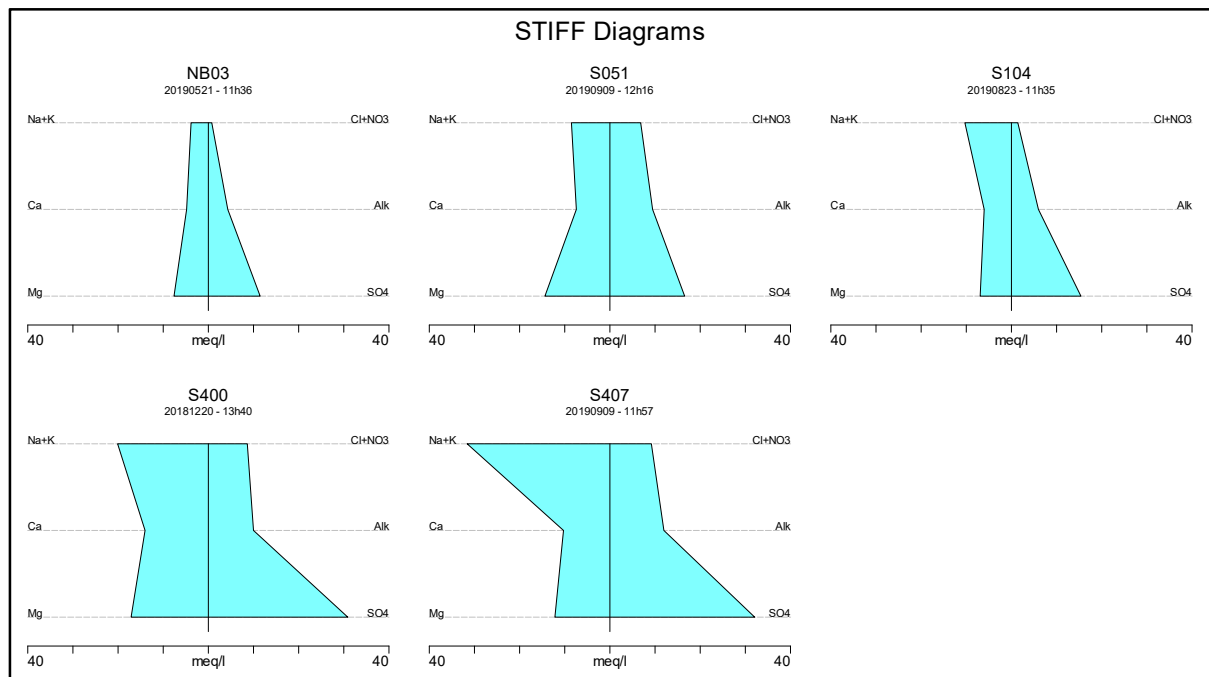 STIFF Diagrams
NB03
20190521 - 11h36
Na+K Cl+NO3
Ca Alk
Mg SO4
40 meq/l 40
S051
20190909 - 12h16
Na+K Cl+NO3
Ca Alk
Mg SO4
40 meq/l 40
S104
20190823 - 11h35
Na+K Cl+NO3
Ca Alk
Mg SO4
40 meq/l 40
S400
20181220 - 13h40
Na+K Cl+NO3
Ca Alk
Mg SO4
40 meq/l 40
S407
20190909 - 11h57
Na+K Cl+NO3
Ca Alk
Mg SO4
40 meq/l 40